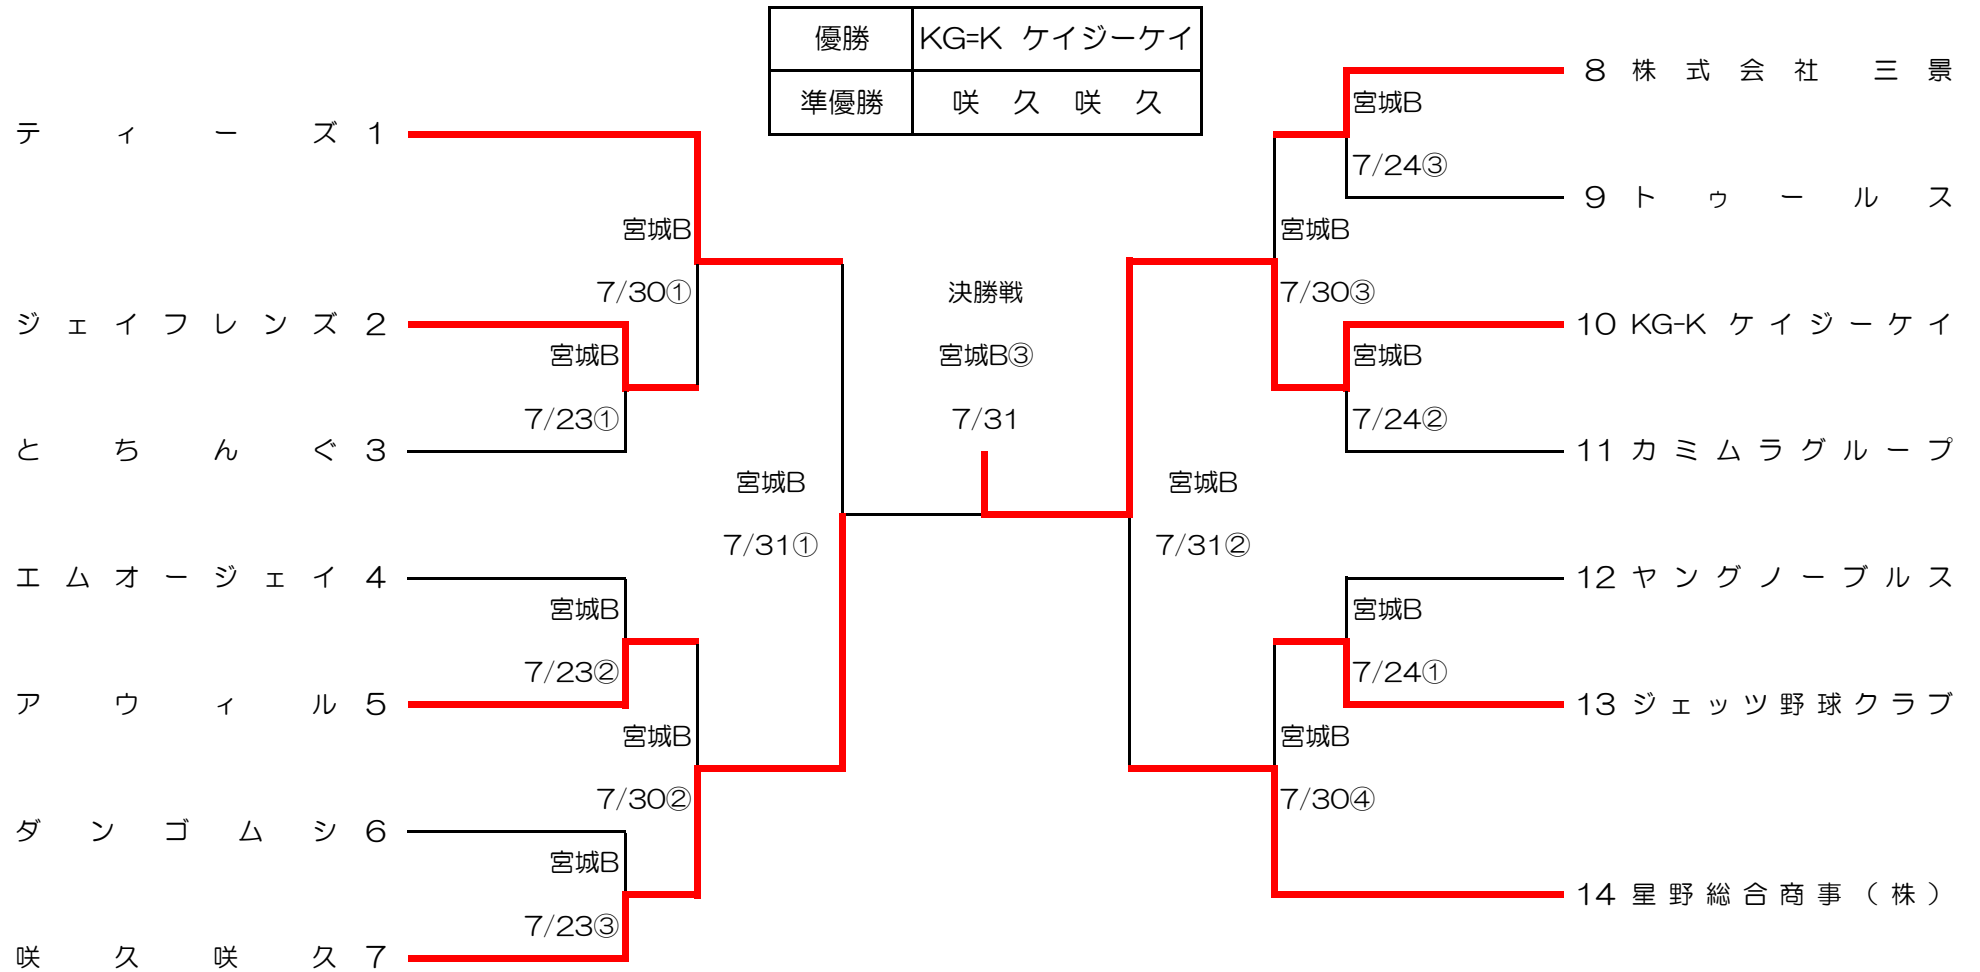 優勝 KG=K ケイジーケイ
準優勝 咲久咲久
ティーズ 1
宮城B
7/30①
ジェイフレンズ 2
宮城B
7/23①
とちんぐ 3
宮城B
7/31①
エムオージェイ 4
宮城B
7/23②
アウィル 5
宮城B
7/30②
ダンゴムシ 6
宮城B
7/23③
咲久咲久 7
決勝戦
宮城B③
7/31
8 株式会社 三景
宮城B
7/24③
9 トゥールス
宮城B
7/30③
10 KG-K ケイジーケイ
宮城B
7/24②
11 カミムラグループ
宮城B
7/31②
12 ヤングノーブルス
宮城B
7/24①
13 ジェッツ野球クラブ
宮城B
7/30④
14 星野総合商事(株)